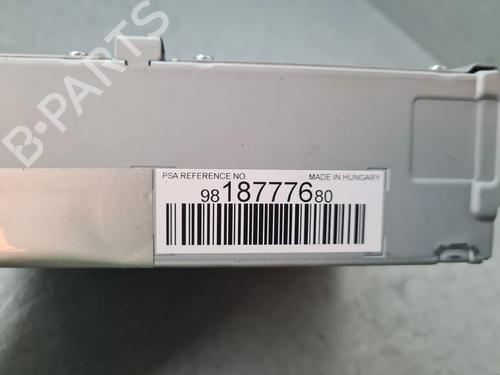 B-PARTS
PSA REFERENCE NO. MADE IN HUNGARY
9818777680